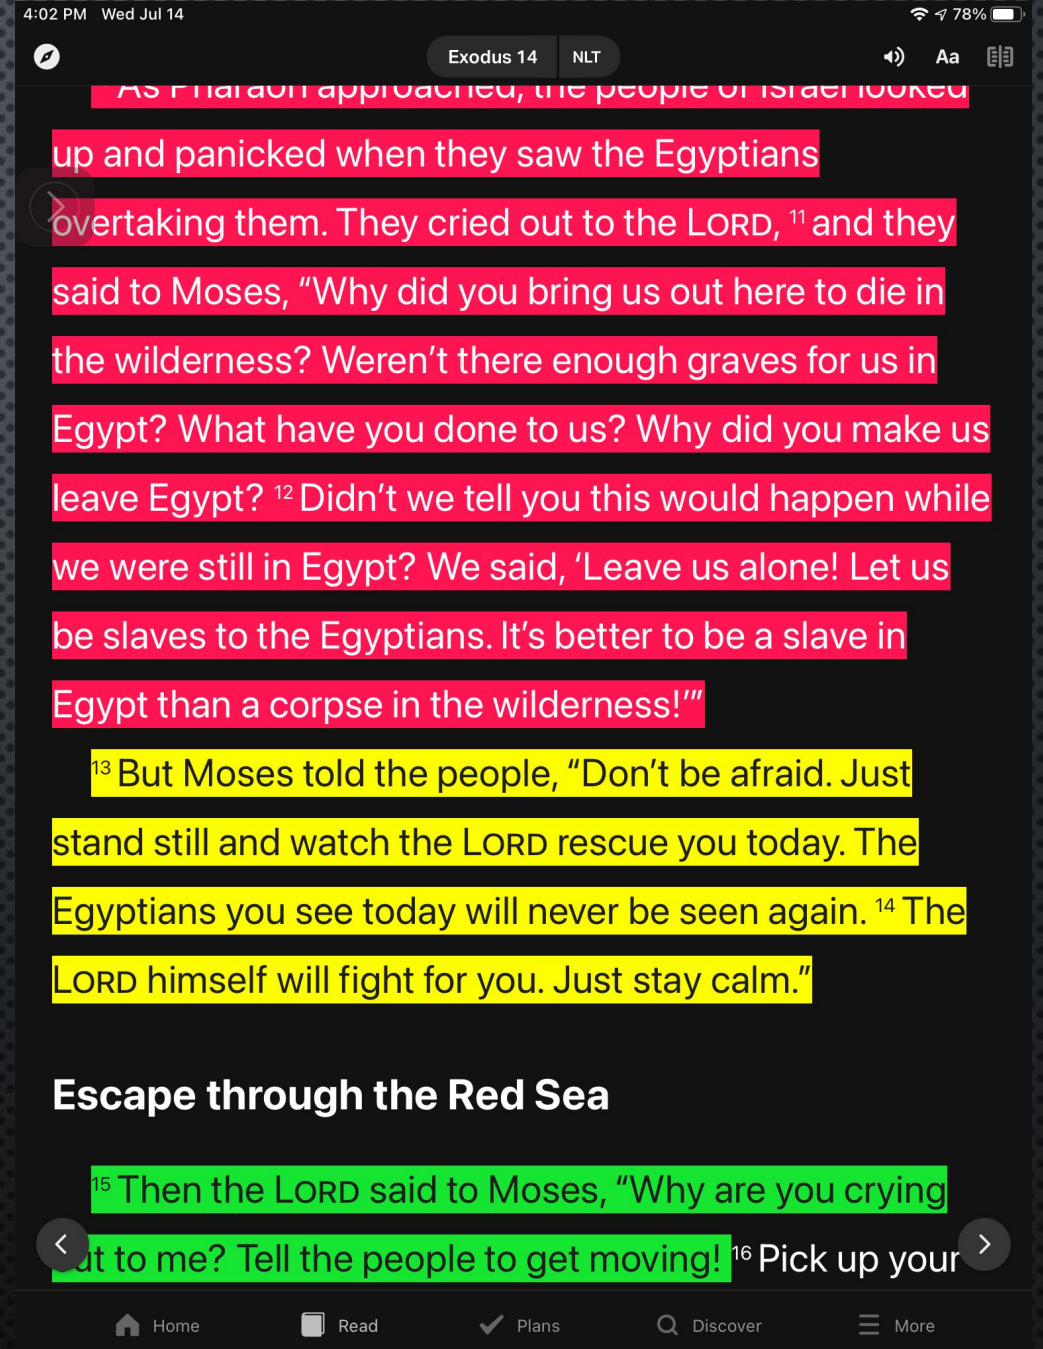 4:02 PM Wed Jul 14
78%
Exodus 14 NLT
Aa
As Pharaoh approached, the people of Israel looked
up and panicked when they saw the Egyptians
overtaking them. They cried out to the LORD, 11 and they
said to Moses, “Why did you bring us out here to die in
the wilderness? Weren’t there enough graves for us in
Egypt? What have you done to us? Why did you make us
leave Egypt? 12 Didn’t we tell you this would happen while
we were still in Egypt? We said, ‘Leave us alone! Let us
be slaves to the Egyptians. It’s better to be a slave in
Egypt than a corpse in the wilderness!’”
13 But Moses told the people, “Don’t be afraid. Just
stand still and watch the LORD rescue you today. The
Egyptians you see today will never be seen again. 14 The
LORD himself will fight for you. Just stay calm.”
Escape through the Red Sea
15 Then the LORD said to Moses, “Why are you crying
out to me? Tell the people to get moving! 16 Pick up your
Home Read Plans Discover More